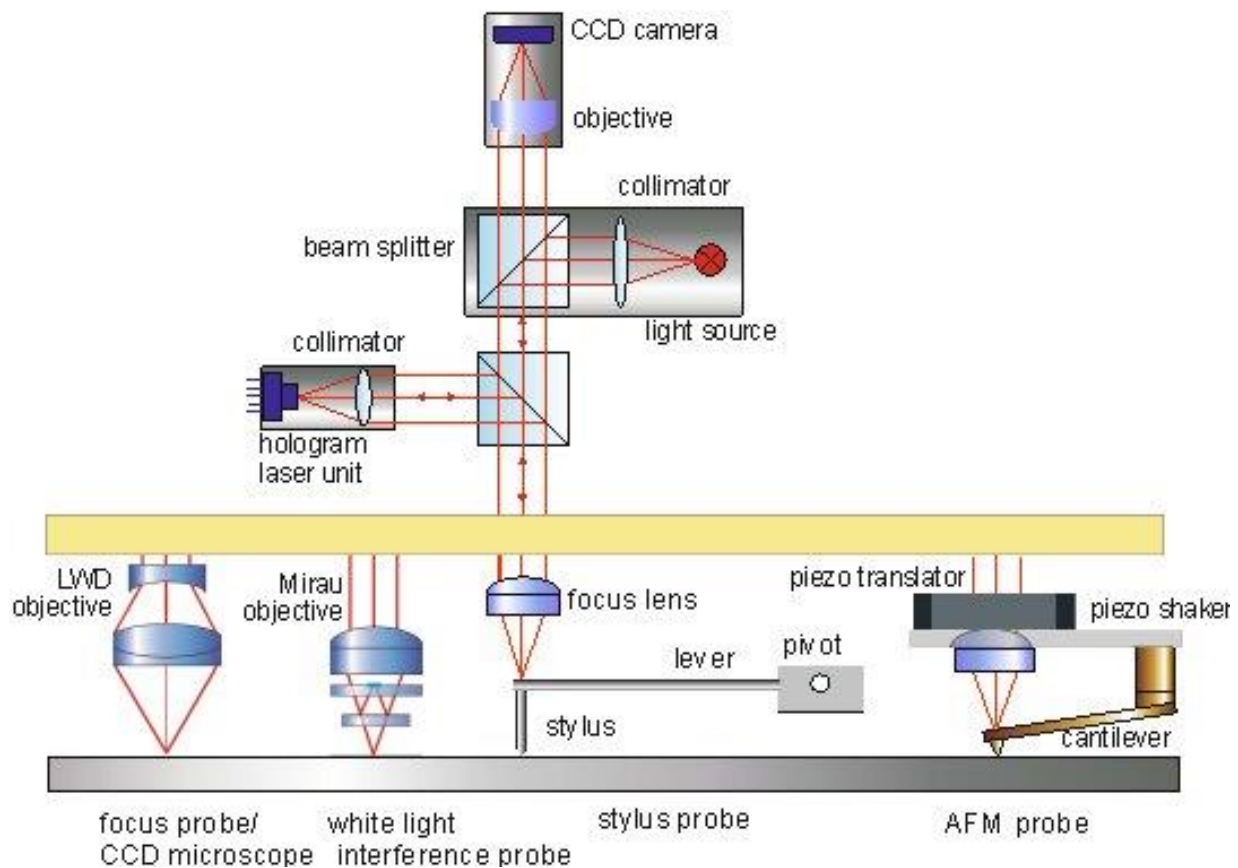 CCD camera
objective
collimator
beam splitter
light source
collimator
hologram
laser unit
LWD
objective
Mirau
objective
focus lens
piezo translator
piezo shaker
lever
pivot
stylus
cantilever
focus probe/
CCD microscope
white light
interference probe
stylus probe
AFM probe